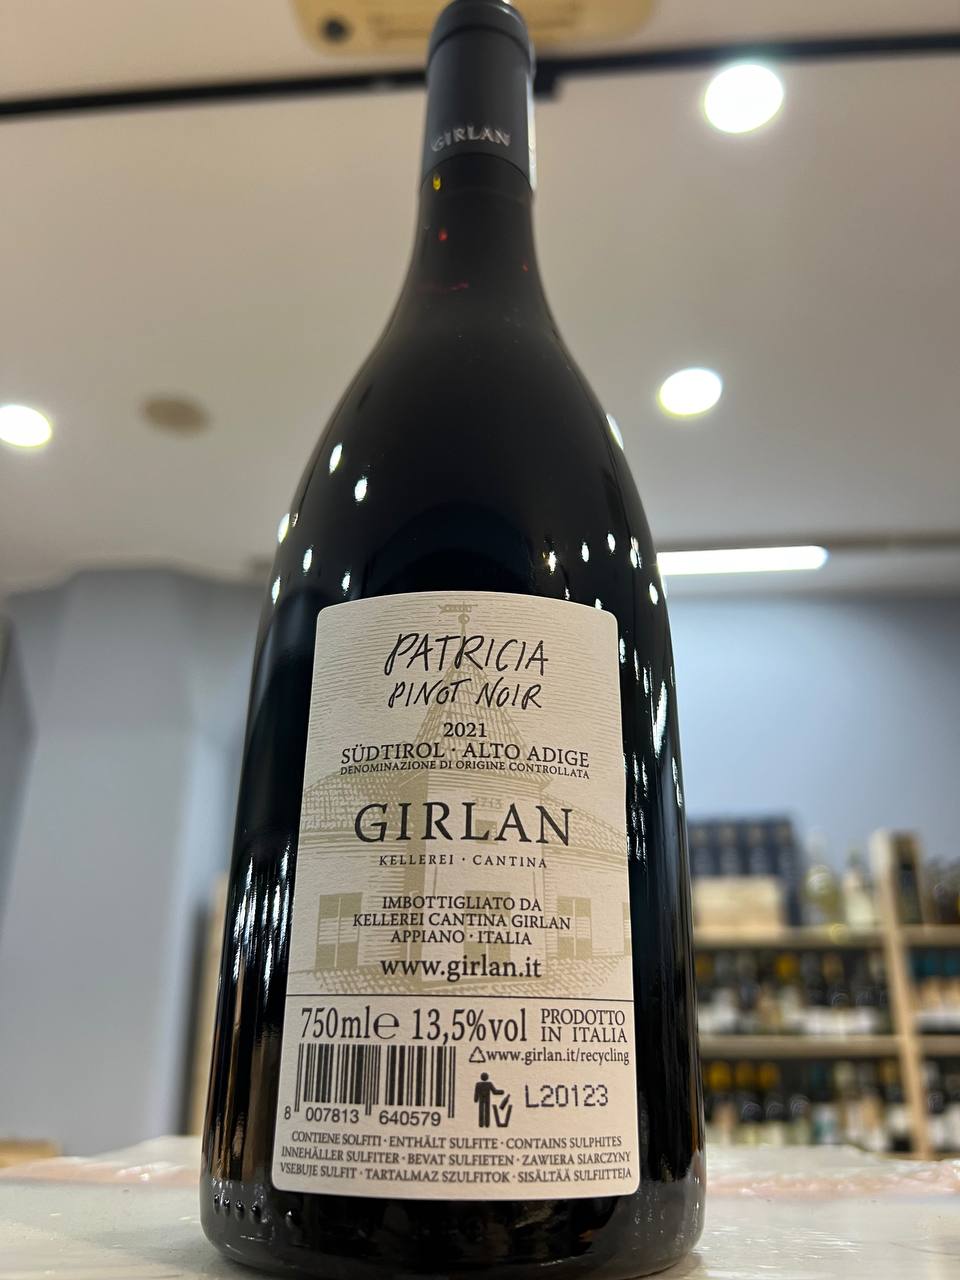 GIRLAN
PATRICIA
PINOT NOIR
2021
SÜDTIROL · ALTO ADIGE
DENOMINAZIONE DI ORIGINE CONTROLLATA
1713
GIRLAN
KELLEREI · CANTINA
IMBOTTIGLIATO DA
KELLEREI CANTINA GIRLAN
APPIANO · ITALIA
www.girlan.it
750ml℮ 13,5%vol PRODOTTO
IN ITALIA
www.girlan.it/recycling
L20123
8 007813 640579
CONTIENE SOLFITI · ENTHÄLT SULFITE · CONTAINS SULPHITES
INNEHÅLLER SULFITER · BEVAT SULFIETEN · ZAWIERA SIARCZYNY
VSEBUJE SULFIT · TARTALMAZ SZULFITOK · SISÄLTÄÄ SULFIITTEJA